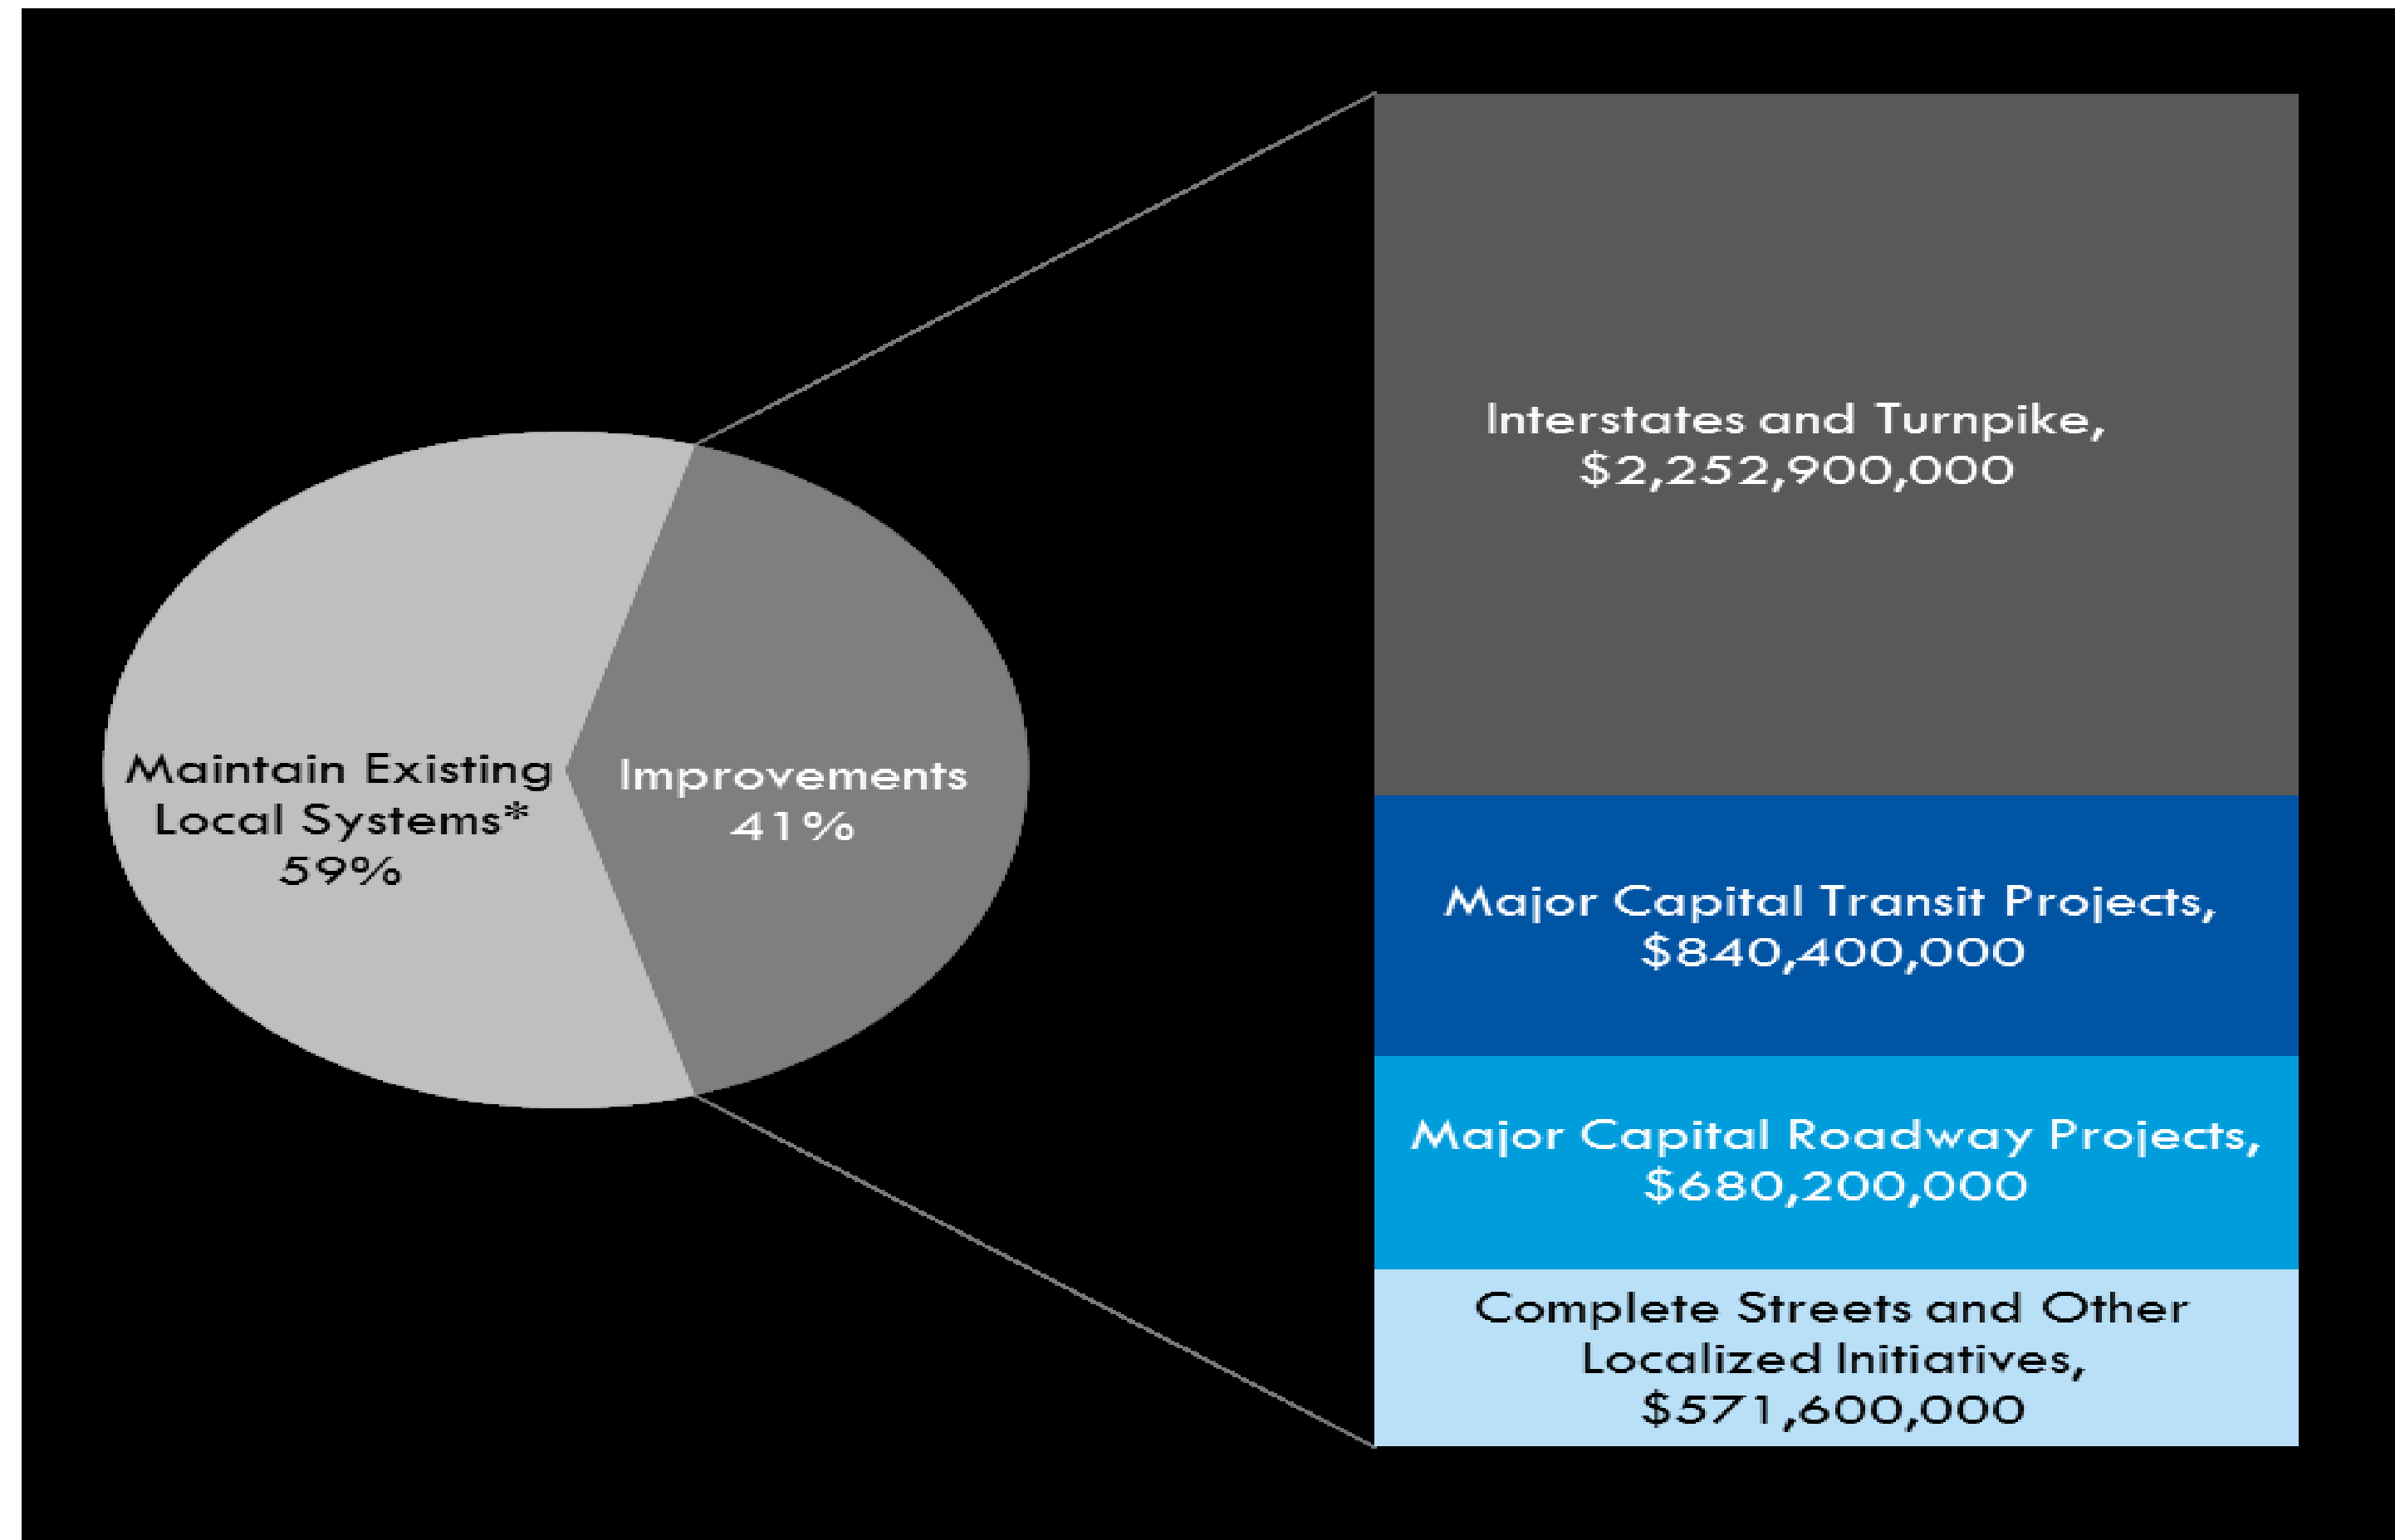 Maintain Existing
Local Systems*
59%
Improvements
41%
Interstates and Turnpike,
$2,252,900,000
Major Capital Transit Projects,
$840,400,000
Major Capital Roadway Projects,
$680,200,000
Complete Streets and Other
Localized Initiatives,
$571,600,000